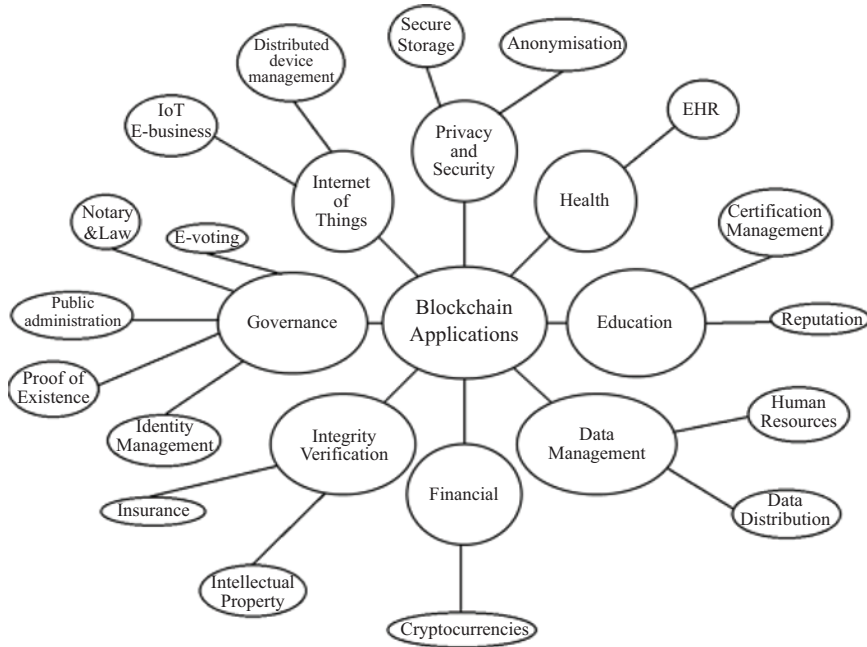 Secure
Storage
Anonymisation
Distributed
device
management
IoT
E-business
Privacy
and
Security
EHR
Internet
of
Things
Health
Notary
&Law
E-voting
Certification
Management
Public
administration
Governance
Blockchain
Applications
Education
Reputation
Proof of
Existence
Identity
Management
Integrity
Verification
Financial
Data
Management
Human
Resources
Insurance
Data
Distribution
Intellectual
Property
Cryptocurrencies